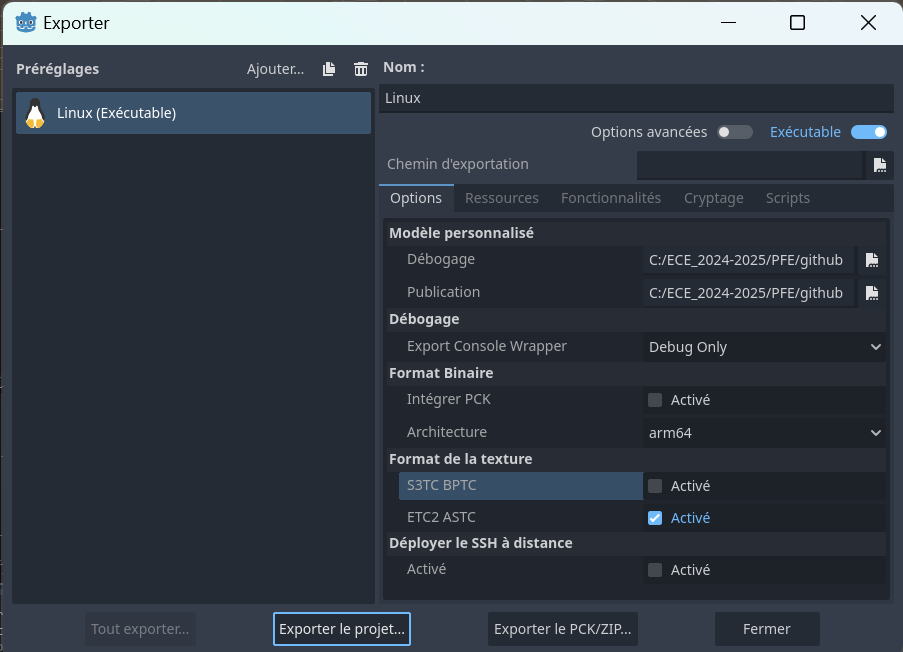 Exporter
Préréglages
Ajouter...
Linux (Exécutable)
Nom :
Linux
Options avancées
Exécutable
Chemin d'exportation
Options Ressources Fonctionnalités Cryptage Scripts
Modèle personnalisé
Débogage C:/ECE_2024-2025/PFE/github
Publication C:/ECE_2024-2025/PFE/github
Débogage
Export Console Wrapper Debug Only
Format Binaire
Intégrer PCK Activé
Architecture arm64
Format de la texture
S3TC BPTC Activé
ETC2 ASTC Activé
Déployer le SSH à distance
Activé Activé
Tout exporter... Exporter le projet... Exporter le PCK/ZIP... Fermer